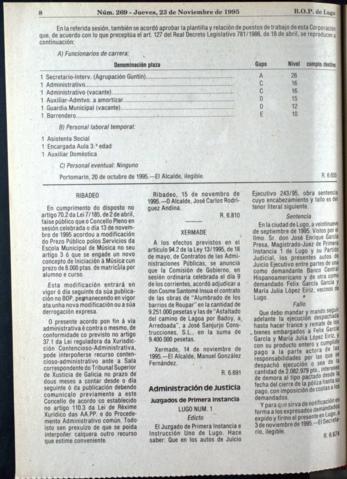 8 Núm. 269 - Jueves, 23 de Noviembre de 1995 B.O.P. de Lugo
En la referida sesión, también se acordó aprobar la plantilla y relación de puestos de trabajo de esta Corporación
que, de acuerdo con lo que preceptúa el art. 127 del Real Decreto Legislativo 781/1986, de 18 de abril, se reproducen a
continuación:
A) Funcionarios de carrera:
Denominación plaza Gupo Nivel compto. destino
1 Secretario-Interv. (Agrupación Guntín) A 26
1 Administrativo C 16
1 Administrativo (vacante) C 16
1 Auxiliar-Admtvo. a amortizar D 15
1 Guardia Municipal (vacante) D 12
1 Barrendero E 10
B) Personal laboral temporal:
1 Asistenta Social
1 Encargada Aula 3.ª edad
1 Auxiliar Doméstica
C) Personal eventual: Ninguno
Portomarín, 20 de octubre de 1995.-El Alcalde, ilegible.
RIBADEO
En cumprimento do disposto no
artigo 70.2 da Lei 7/185, de 2 de abril,
faise público que o Concello Pleno en
sesión celebrada o día 13 de novem-
bre de 1995 acordou a modificación
do Prezo Público polos Servicios da
Escola Municipal de Música no seu
artigo 3.6 que se engade un novo
concepto de Iniciación á Música cun
prezo de 8.000 ptas. de matrícula por
alumno e curso.
Esta modificación entrará en
vigor ó día seguinte da súa publica-
ción no BOP, permanecendo en vigor
ata unha nova modificación ou a súa
derrogación expresa.
O presente acordo pon fin á vía
administrativa e contra o mesmo, de
conformidade co previsto no artigo
37.1 da Lei reguladora da Xurisdic-
ción Contencioso-Administrativa,
pode interpoñerse recurso conten-
cioso-administrativo ante a Sala
correspondente do Tribunal Superior
de Xusticia de Galicia no prazo de
dous meses a contar desde o día
seguinte ó da publicación debendo
comunicalo previamente a este
Concello de acordo co establecido
no artigo 110.3 da Lei de Réxime
Xurídico das AA.PP. e do Procede-
mento Administrativo Común. Todo
isto sen prexuízo de que se poida
interpoñer calquera outro recurso
que estime conveniente.
Ribadeo, 15 de noviembre de
1995.-O Alcalde, José Carlos Rodrí-
guez Andina.
R. 6.810
XERMADE
A los efectos previstos en el
artículo 94.2 de la Ley 13/1995, de 18
de mayo, de Contratos de las Admi-
nistraciones Públicas, se anuncia
que la Comisión de Gobierno, en
sesión ordinaria celebrada el día 9
de los corrientes, acordó adjudicar a
don Cosme Santomé Insua el contrato
de las obras de "Alumbrado de los
barrios de Roupar" en la cantidad de
9.251.000 pesetas y las de "Asfaltado
del camino de Lagoa por Badoy, a
Arredoada", a José Sanjurjo Cons-
trucciones, S.L., en la suma de
9.400.000 pesetas.
Xermade, 14 de noviembre de
1995.-El Alcalde, Manuel González
Fernández.
R. 6.691
Administración de Justicia
Juzgados de Primera Instancia
LUGO NUM. 1
Edicto
El Juzgado de Primera Instancia e
Instrucción Uno de Lugo. Hace
saber: Que en los autos de Juicio
Ejecutivo 243/95, obra sentencia
cuyo encabezamiento y fallo es del
tenor literal siguiente.
Sentencia
En la ciudad de Lugo, a veintinueve
de septiembre de 1995. Vistos por el
Iltmo. Sr. don José Enrique García
Presa, Magistrado-Juez de Primera
Instancia 1 de Lugo y su Partido
Judicial, los presentes autos de
Juicio Ejecutivo entre partes de una
como demandante Banco Central
Hispanoamericano y de otra como
demandado Felix García García y
María Julia López Eiriz, vecinos de
Lugo.
Fallo
Que debo mandar y mando seguir
adelante la ejecución despachada
hasta hacer tranza y remate de los
bienes embargados a Felix García
García y María Julia López Eiriz, y
con su producto entero y cumplido
pago a la parte actora de las
responsabilidades por las que se
despachó ejecución o sea de la
cantidad de 2.082.979 pts., intereses
de demora al tipo pactado desde la
fecha del cierre de la póliza hasta su
pago, con imposición de costas a los
demandados.
Y para que sirva de notificación en
forma a los expresados demandados
expido y firmo el presente en Lugo, a
3 de noviembre de 1995.-El Secreta-
rio, ilegible.